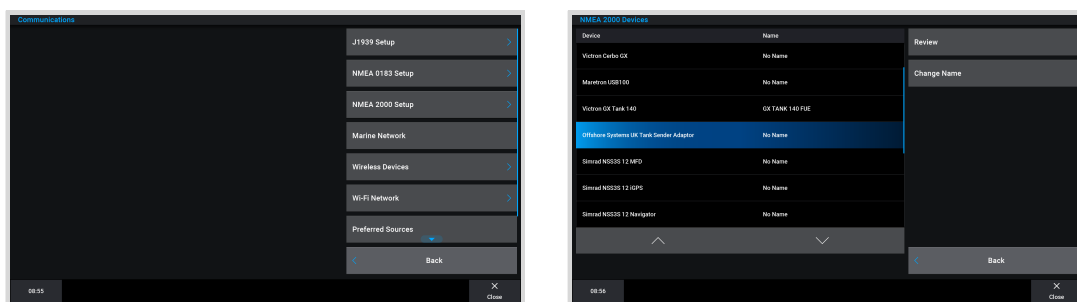 Communications
J1939 Setup
NMEA 0183 Setup
NMEA 2000 Setup
Marine Network
Wireless Devices
Wi-Fi Network
Preferred Sources
Back
08:55
Close
NMEA 2000 Devices
Device Name
Victron Cerbo GX No Name
Maretron USB100 No Name
Victron GX Tank 140 GX TANK 140 FUE
Offshore Systems UK Tank Sender Adaptor No Name
Simrad NSS3S 12 MFD No Name
Simrad NSS3S 12 iGPS No Name
Simrad NSS3S 12 Navigator No Name
Review
Change Name
Back
08:56
Close